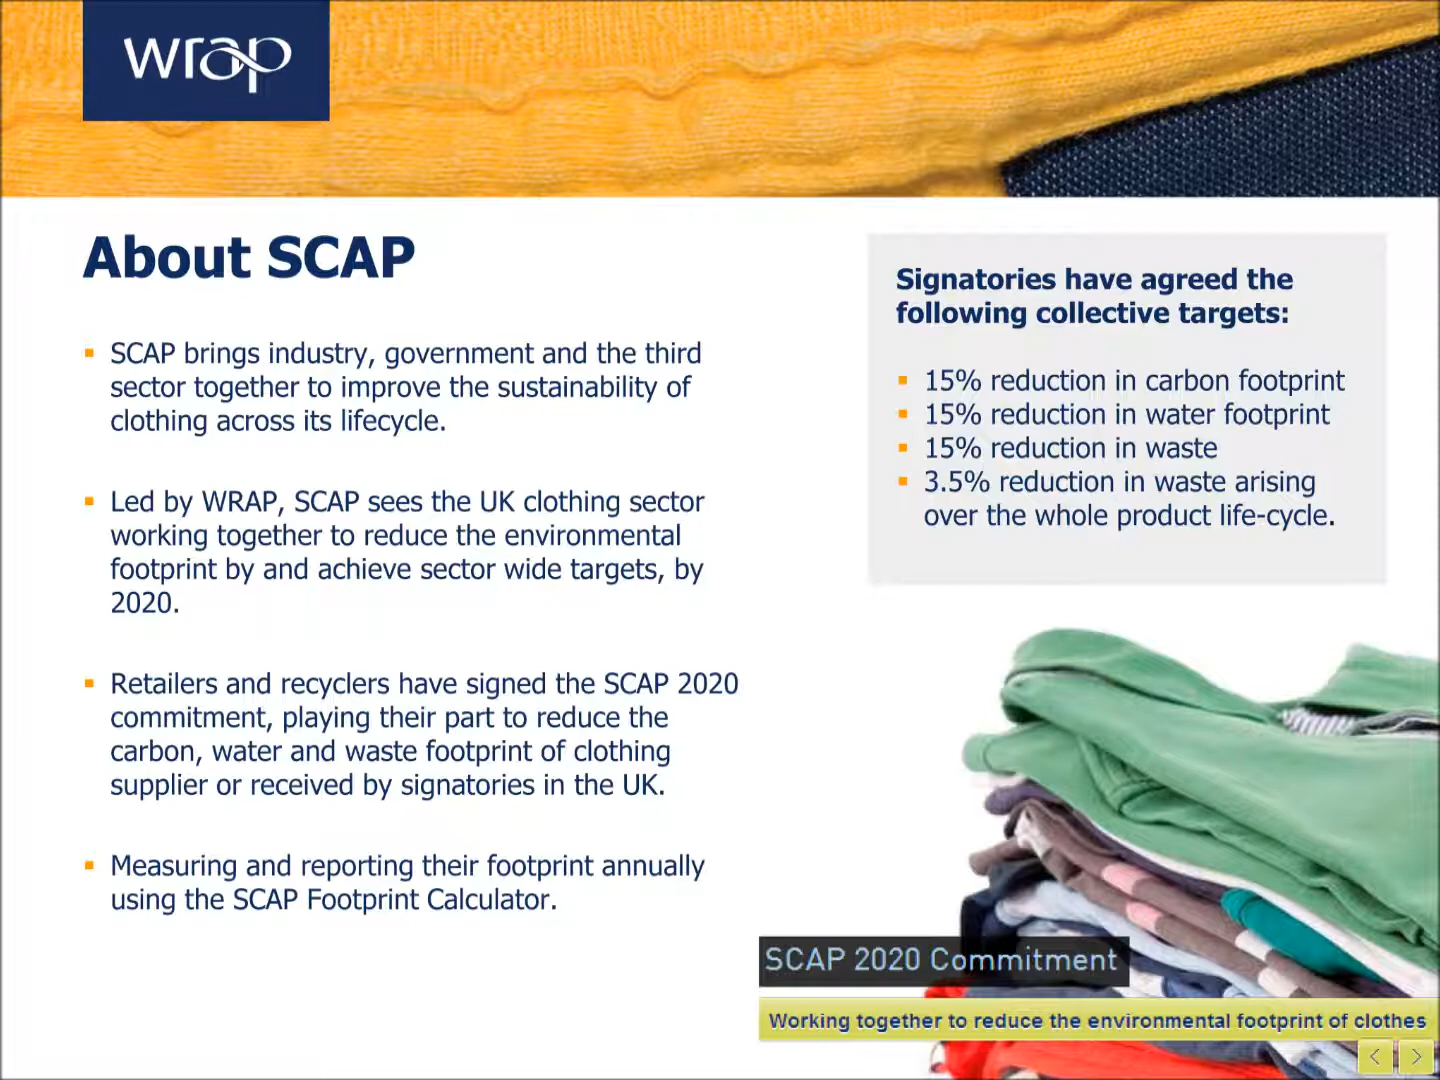 wrap
About SCAP
SCAP brings industry, government and the third
sector together to improve the sustainability of
clothing across its lifecycle.
Led by WRAP, SCAP sees the UK clothing sector
working together to reduce the environmental
footprint by and achieve sector wide targets, by
2020.
Retailers and recyclers have signed the SCAP 2020
commitment, playing their part to reduce the
carbon, water and waste footprint of clothing
supplier or received by signatories in the UK.
Measuring and reporting their footprint annually
using the SCAP Footprint Calculator.
Signatories have agreed the
following collective targets:
15% reduction in carbon footprint
15% reduction in water footprint
15% reduction in waste
3.5% reduction in waste arising
over the whole product life-cycle.
SCAP 2020 Commitment
Working together to reduce the environmental footprint of clothes